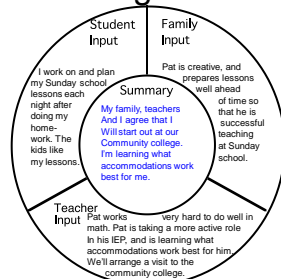 Student
Input
I work on and plan
my Sunday school
lessons each
night after
doing my
home-
work. The
kids like
my lessons.
Family
Input
Pat is creative, and
prepares lessons
well ahead
of time so
that he is
successful
teaching
at Sunday
school.
Summary
My family, teachers
And I agree that I
Will start out at our
Community college.
I'm learning what
accommodations work
best for me.
Teacher
Input
Pat works very hard to do well in
math. Pat is taking a more active role
In his IEP, and is learning what
accommodations work best for him.
We'll arrange a visit to the
community college.